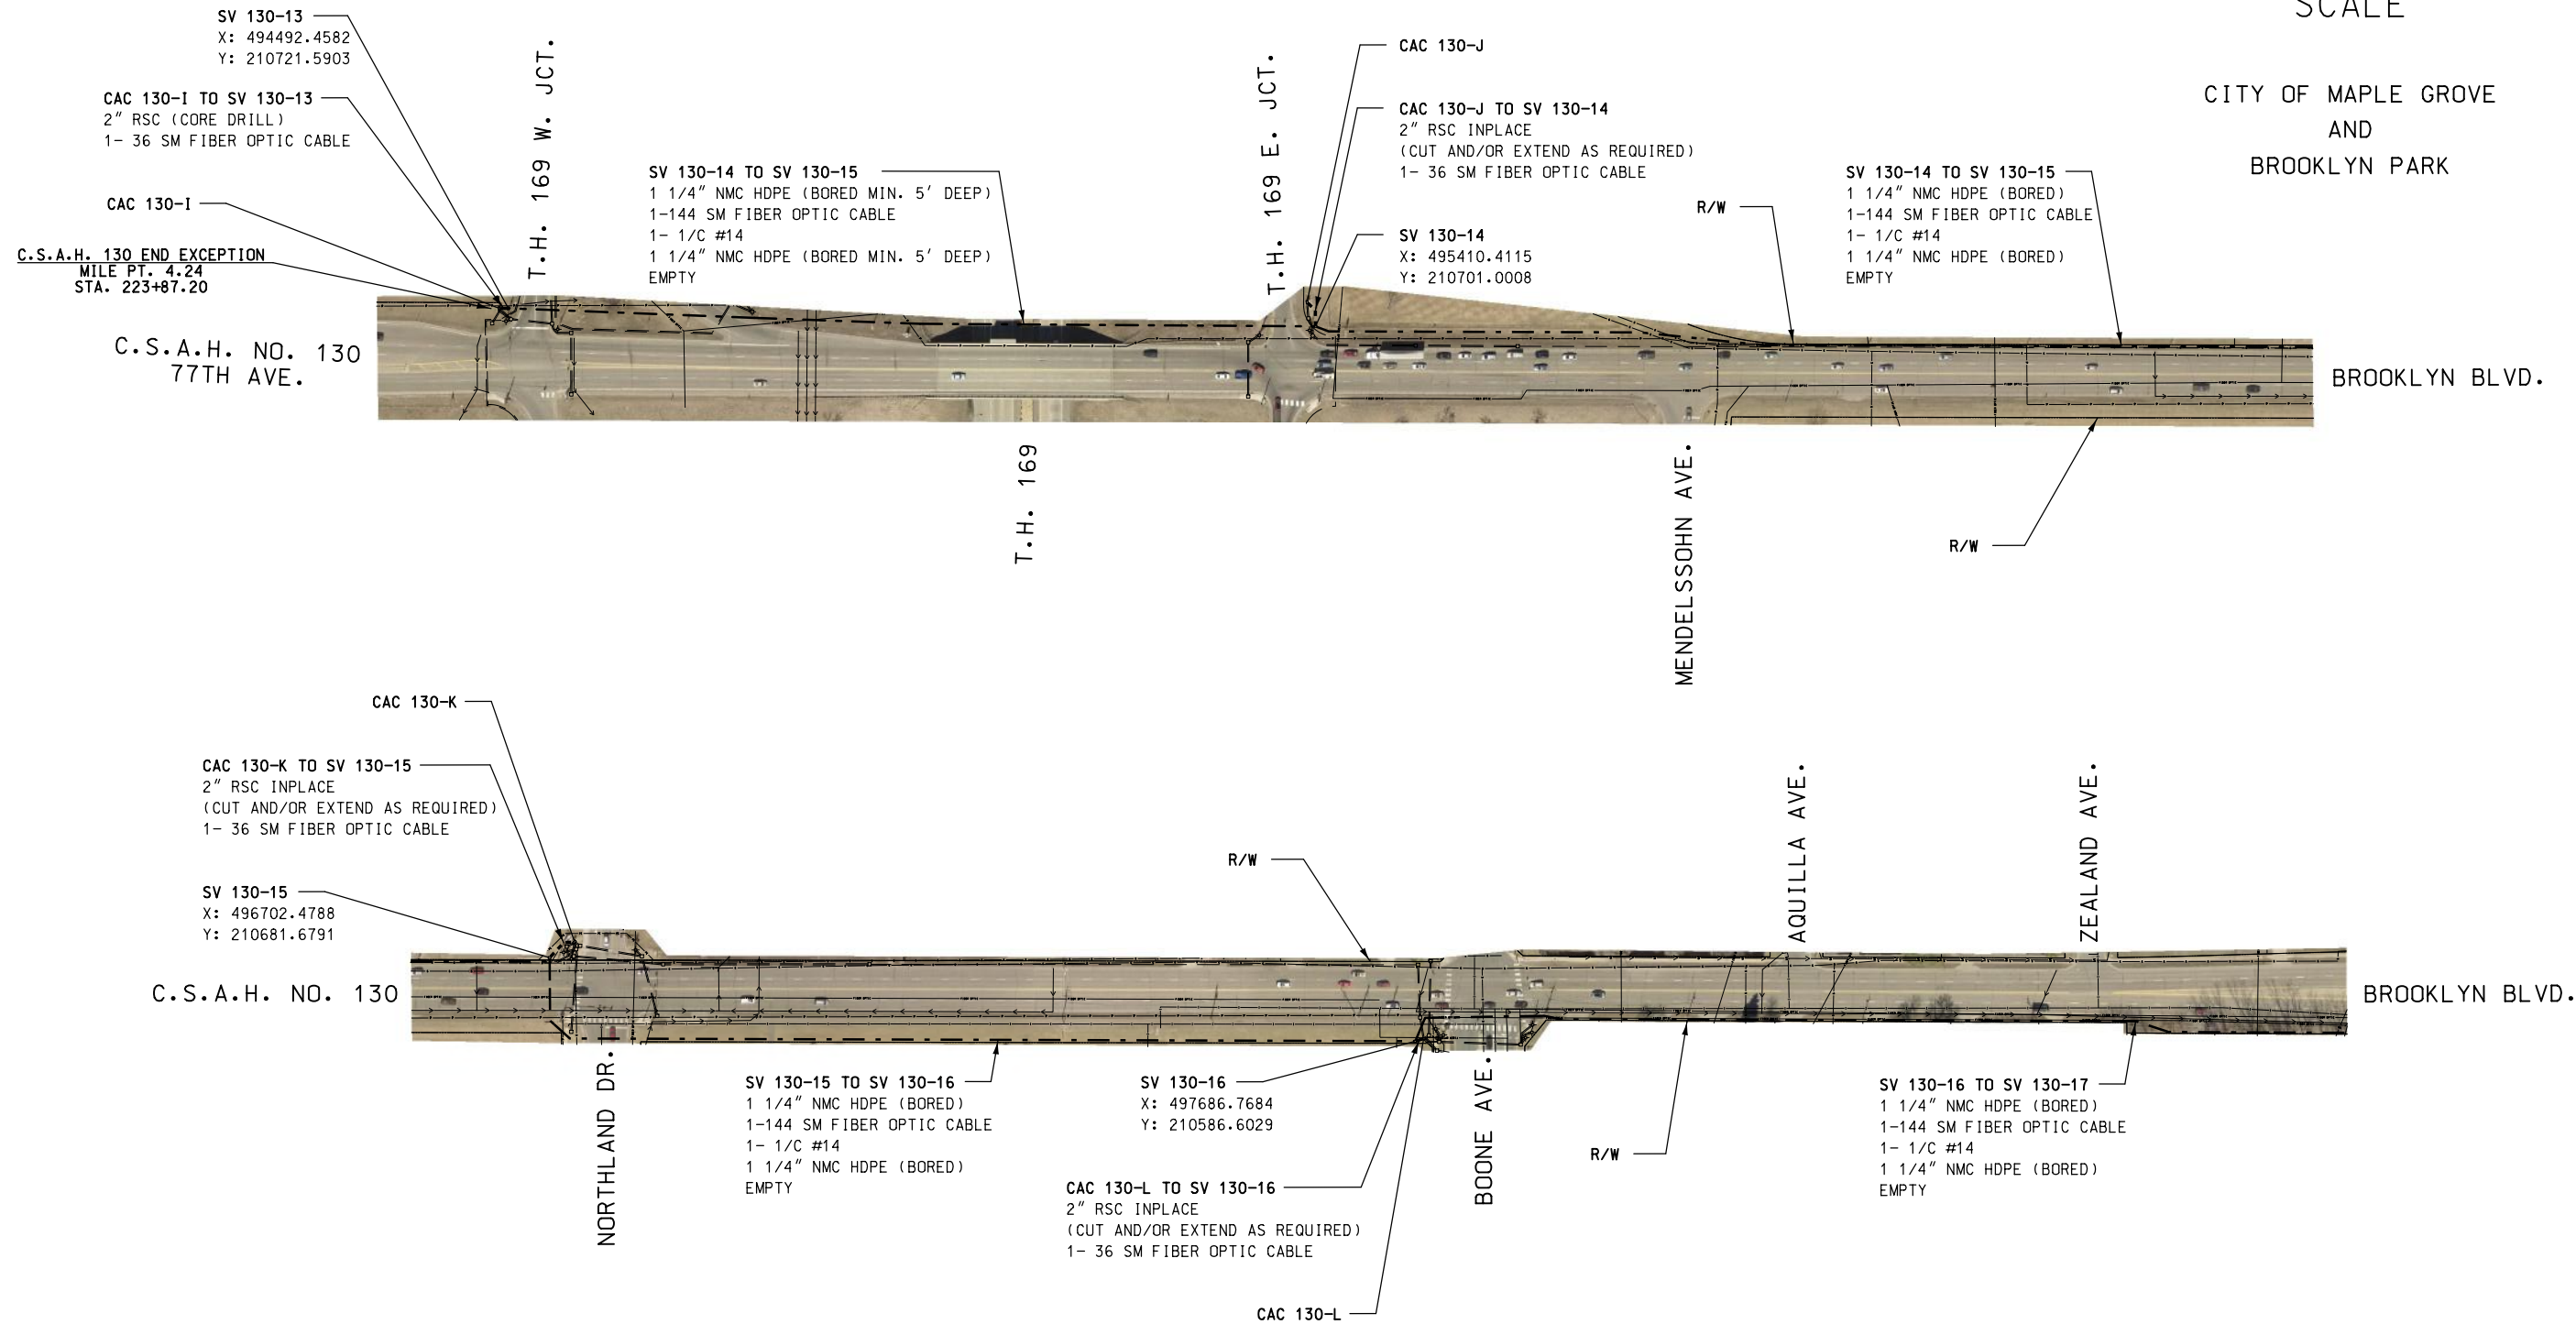 SCALE
CITY OF MAPLE GROVE
AND
BROOKLYN PARK
SV 130-13
X: 494492.4582
Y: 210721.5903
CAC 130-I TO SV 130-13
2" RSC (CORE DRILL)
1- 36 SM FIBER OPTIC CABLE
CAC 130-I
C.S.A.H. 130 END EXCEPTION
MILE PT. 4.24
STA. 223+87.20
C.S.A.H. NO. 130
77TH AVE.
T.H. 169 W. JCT.
SV 130-14 TO SV 130-15
1 1/4" NMC HDPE (BORED MIN. 5' DEEP)
1-144 SM FIBER OPTIC CABLE
1- 1/C #14
1 1/4" NMC HDPE (BORED MIN. 5' DEEP)
EMPTY
T.H. 169
T.H. 169 E. JCT.
CAC 130-J
CAC 130-J TO SV 130-14
2" RSC INPLACE
(CUT AND/OR EXTEND AS REQUIRED)
1- 36 SM FIBER OPTIC CABLE
SV 130-14
X: 495410.4115
Y: 210701.0008
R/W
MENDELSSOHN AVE.
SV 130-14 TO SV 130-15
1 1/4" NMC HDPE (BORED)
1-144 SM FIBER OPTIC CABLE
1- 1/C #14
1 1/4" NMC HDPE (BORED)
EMPTY
R/W
BROOKLYN BLVD.
CAC 130-K
CAC 130-K TO SV 130-15
2" RSC INPLACE
(CUT AND/OR EXTEND AS REQUIRED)
1- 36 SM FIBER OPTIC CABLE
SV 130-15
X: 496702.4788
Y: 210681.6791
C.S.A.H. NO. 130
NORTHLAND DR.
SV 130-15 TO SV 130-16
1 1/4" NMC HDPE (BORED)
1-144 SM FIBER OPTIC CABLE
1- 1/C #14
1 1/4" NMC HDPE (BORED)
EMPTY
R/W
SV 130-16
X: 497686.7684
Y: 210586.6029
CAC 130-L TO SV 130-16
2" RSC INPLACE
(CUT AND/OR EXTEND AS REQUIRED)
1- 36 SM FIBER OPTIC CABLE
CAC 130-L
BOONE AVE.
R/W
AQUILLA AVE.
ZEALAND AVE.
SV 130-16 TO SV 130-17
1 1/4" NMC HDPE (BORED)
1-144 SM FIBER OPTIC CABLE
1- 1/C #14
1 1/4" NMC HDPE (BORED)
EMPTY
BROOKLYN BLVD.